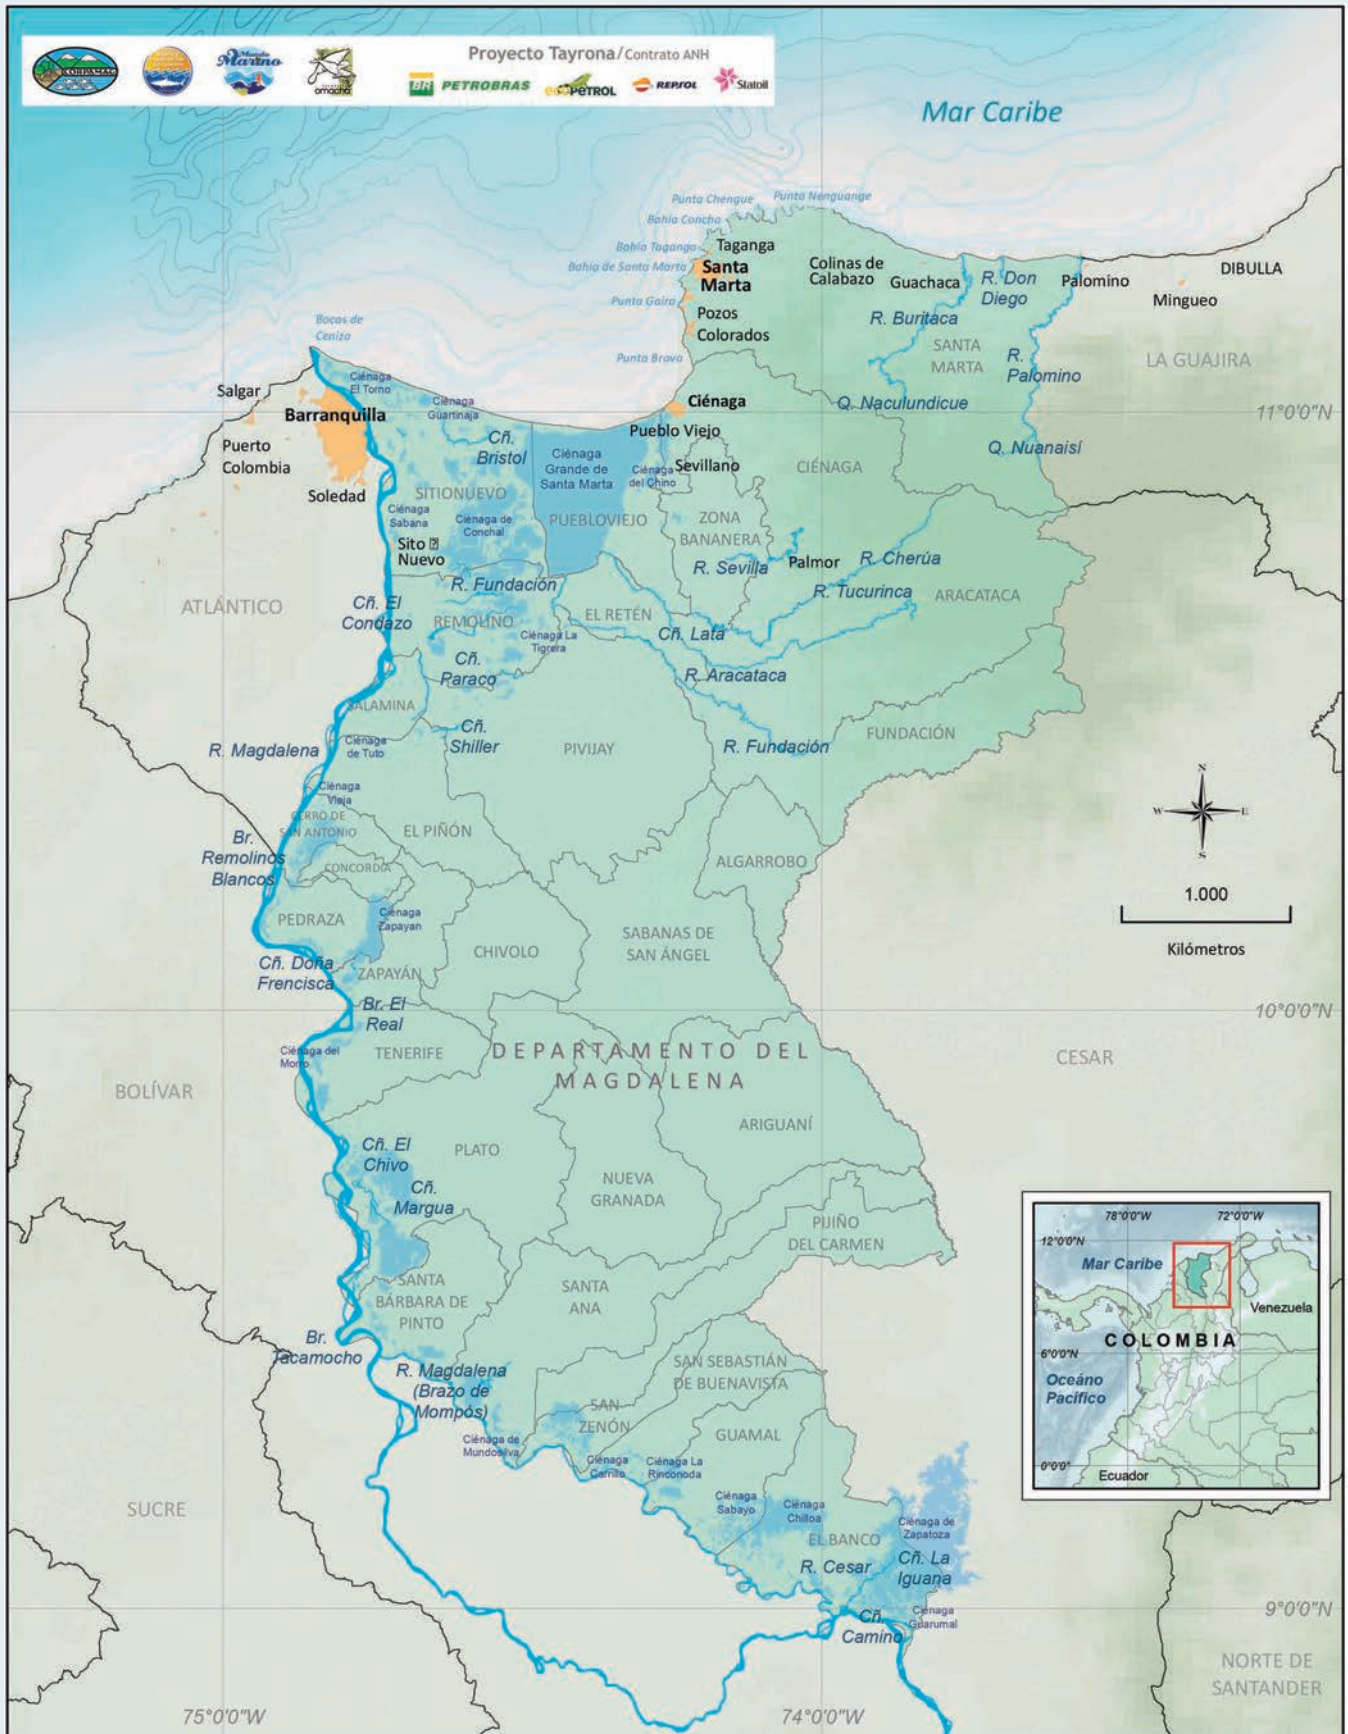 CORPAMAG
Mundo
Marino
omacha
Proyecto Tayrona/Contrato ANH
BR PETROBRAS
ecoPETROL
REPSOL
Statoil
Mar Caribe
Punta Chengue
Punta Nenguange
Bahía Concha
Bahía Taganga
Taganga
Bahía de Santa Marta
Santa
Marta
Colinas de
Calabazo
Guachaca
R. Don
Diego
Palomino
DIBULLA
Mingueo
Punta Gaira
Pozos
Colorados
R. Buritaca
SANTA
MARTA
R.
Palomino
LA GUAJIRA
Bocas de
Ceniza
Punta Brava
Salgar
Ciénaga
El Torno
Ciénaga
Guartinaja
Ciénaga
Q. Naculundicue
11°0'0"N
Barranquilla
Puerto
Colombia
Cñ.
Bristol
Pueblo Viejo
Q. Nuanaisí
Ciénaga
Grande de
Santa Marta
Ciénaga
del Chino
Sevillano
CIÉNAGA
Soledad
SITIONUEVO
Ciénaga
Sabana
Ciénaga de
Conchal
PUEBLOVIEJO
ZONA
BANANERA
Sito
Nuevo
R. Sevilla
Palmor
R. Cherúa
R. Fundación
R. Tucurinca
ARACATACA
ATLÁNTICO
Cñ. El
Condazo
REMOLINO
EL RETÉN
Ciénaga La
Tigrera
Cñ. Lata
Cñ.
Paraco
R. Aracataca
SALAMINA
R. Magdalena
Ciénaga
de Tuto
Cñ.
Shiller
PIVIJAY
R. Fundación
FUNDACIÓN
N
W
E
S
Ciénaga
Vieja
CERRO DE
SAN ANTONIO
EL PIÑÓN
Br.
Remolinos
Blancos
CONCORDIA
ALGARROBO
1.000
Kilómetros
PEDRAZA
Ciénaga
Zapayan
CHIVOLO
SABANAS DE
SAN ÁNGEL
Cñ. Doña
Frencisca
ZAPAYÁN
Br. El
Real
10°0'0"N
Ciénaga del
Morro
TENERIFE
DEPARTAMENTO DEL
MAGDALENA
CESAR
BOLÍVAR
ARIGUANÍ
Cñ. El
Chivo
PLATO
Cñ.
Margua
NUEVA
GRANADA
PIJIÑO
DEL CARMEN
SANTA
BÁRBARA DE
PINTO
SANTA
ANA
78°0'0"W
72°0'0"W
12°0'0"N
Mar Caribe
Venezuela
COLOMBIA
6°0'0"N
Oceáno
Pacífico
0°0'0"
Ecuador
Br.
Tacamocho
R. Magdalena
(Brazo de
Mompós)
SAN SEBASTIÁN
DE BUENAVISTA
SAN
ZENÓN
GUAMAL
Ciénaga de
Mundosilva
Ciénaga
Carrillo
Ciénaga La
Rinconoda
SUCRE
Ciénaga
Sabayo
Ciénaga
Chilloa
Ciénaga de
Zapatoza
EL BANCO
R. Cesar
Cñ. La
Iguana
Ciénaga
Guarumal
Cñ.
Camino
9°0'0"N
NORTE DE
SANTANDER
75°0'0"W
74°0'0"W